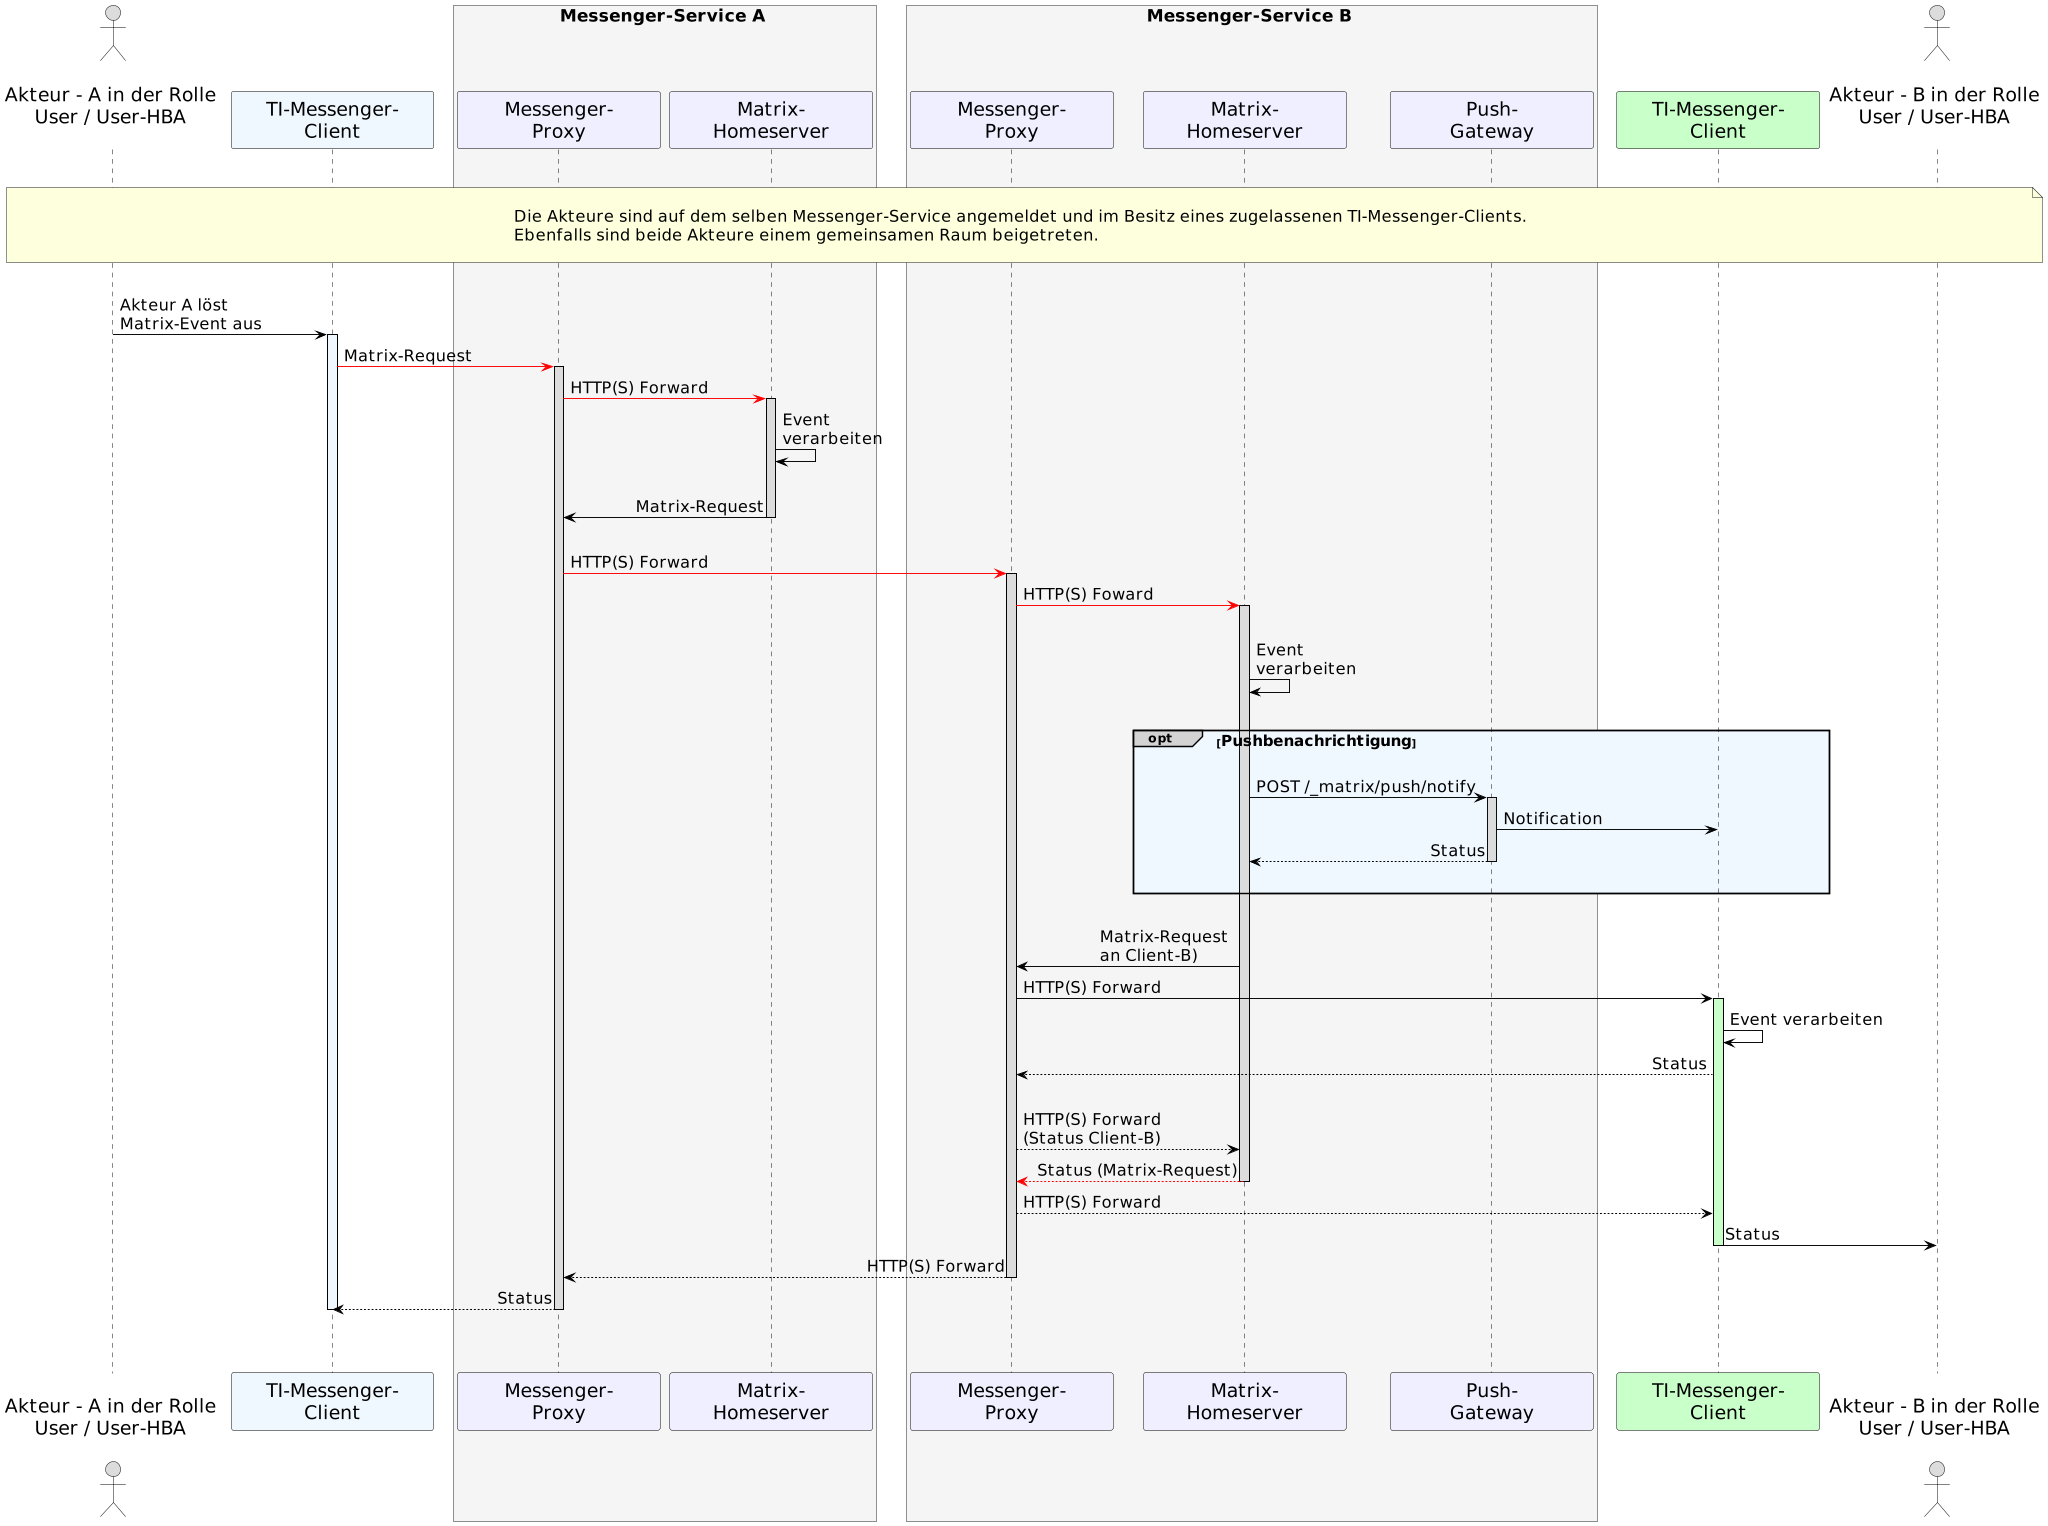 Messenger-Service A
Messenger-Service B
Akteur - A in der Rolle
User / User-HBA
TI-Messenger-
Client
Messenger-
Proxy
Matrix-
Homeserver
Messenger-
Proxy
Matrix-
Homeserver
Push-
Gateway
TI-Messenger-
Client
Akteur - B in der Rolle
User / User-HBA
Die Akteure sind auf dem selben Messenger-Service angemeldet und im Besitz eines zugelassenen TI-Messenger-Clients.
Ebenfalls sind beide Akteure einem gemeinsamen Raum beigetreten.
Akteur A löst
Matrix-Event aus
Matrix-Request
HTTP(S) Forward
Event
verarbeiten
Matrix-Request
HTTP(S) Forward
HTTP(S) Foward
Event
verarbeiten
opt
[Pushbenachrichtigung]
POST /_matrix/push/notify
Notification
Status
Matrix-Request
an Client-B)
HTTP(S) Forward
Event verarbeiten
Status
HTTP(S) Forward
(Status Client-B)
Status (Matrix-Request)
HTTP(S) Forward
Status
HTTP(S) Forward
Status
Akteur - A in der Rolle
User / User-HBA
TI-Messenger-
Client
Messenger-
Proxy
Matrix-
Homeserver
Messenger-
Proxy
Matrix-
Homeserver
Push-
Gateway
TI-Messenger-
Client
Akteur - B in der Rolle
User / User-HBA